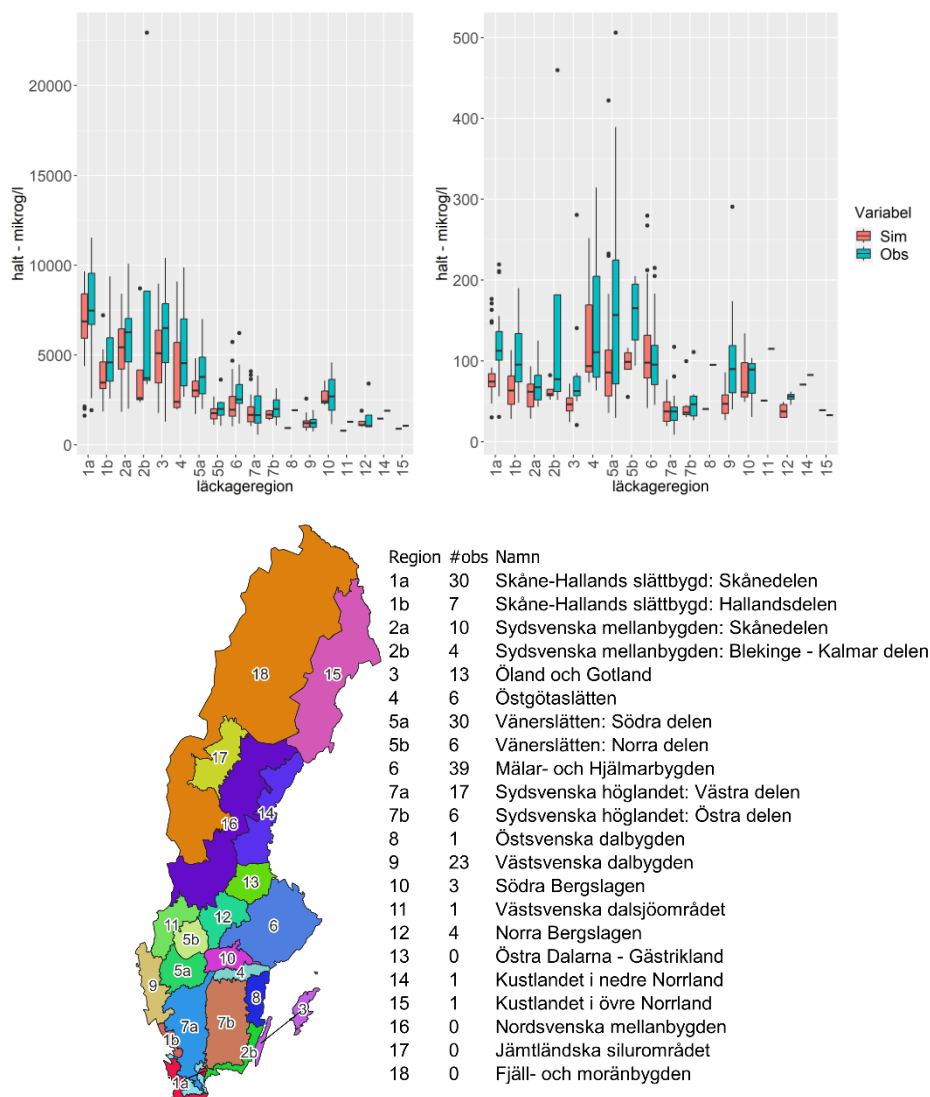 20000
15000
10000
5000
0
halt - mikrog/l
1a 1b 2a 2b 3 4 5a 5b 6 7a 7b 8 9 10 11 12 14 15
läckageregion
500
400
300
200
100
0
halt - mikrog/l
1a 1b 2a 2b 3 4 5a 5b 6 7a 7b 8 9 10 11 12 14 15
läckageregion
Variabel
Sim
Obs
18
15
17
14
16
13
11
12
6
5b
10
5a
4
9
8
3
7a
7b
1b
2b
1a
Region #obs Namn
1a 30 Skåne-Hallands slättbygd: Skånedelen
1b 7 Skåne-Hallands slättbygd: Hallandsdelen
2a 10 Sydsvenska mellanbygden: Skånedelen
2b 4 Sydsvenska mellanbygden: Blekinge - Kalmar delen
3 13 Öland och Gotland
4 6 Östgötaslätten
5a 30 Vänerslätten: Södra delen
5b 6 Vänerslätten: Norra delen
6 39 Mälar- och Hjälmarbygden
7a 17 Sydsvenska höglandet: Västra delen
7b 6 Sydsvenska höglandet: Östra delen
8 1 Östsvenska dalbygden
9 23 Västsvenska dalbygden
10 3 Södra Bergslagen
11 1 Västsvenska dalsjöområdet
12 4 Norra Bergslagen
13 0 Östra Dalarna - Gästrikland
14 1 Kustlandet i nedre Norrland
15 1 Kustlandet i övre Norrland
16 0 Nordsvenska mellanbygden
17 0 Jämtländska silurområdet
18 0 Fjäll- och moränbygden